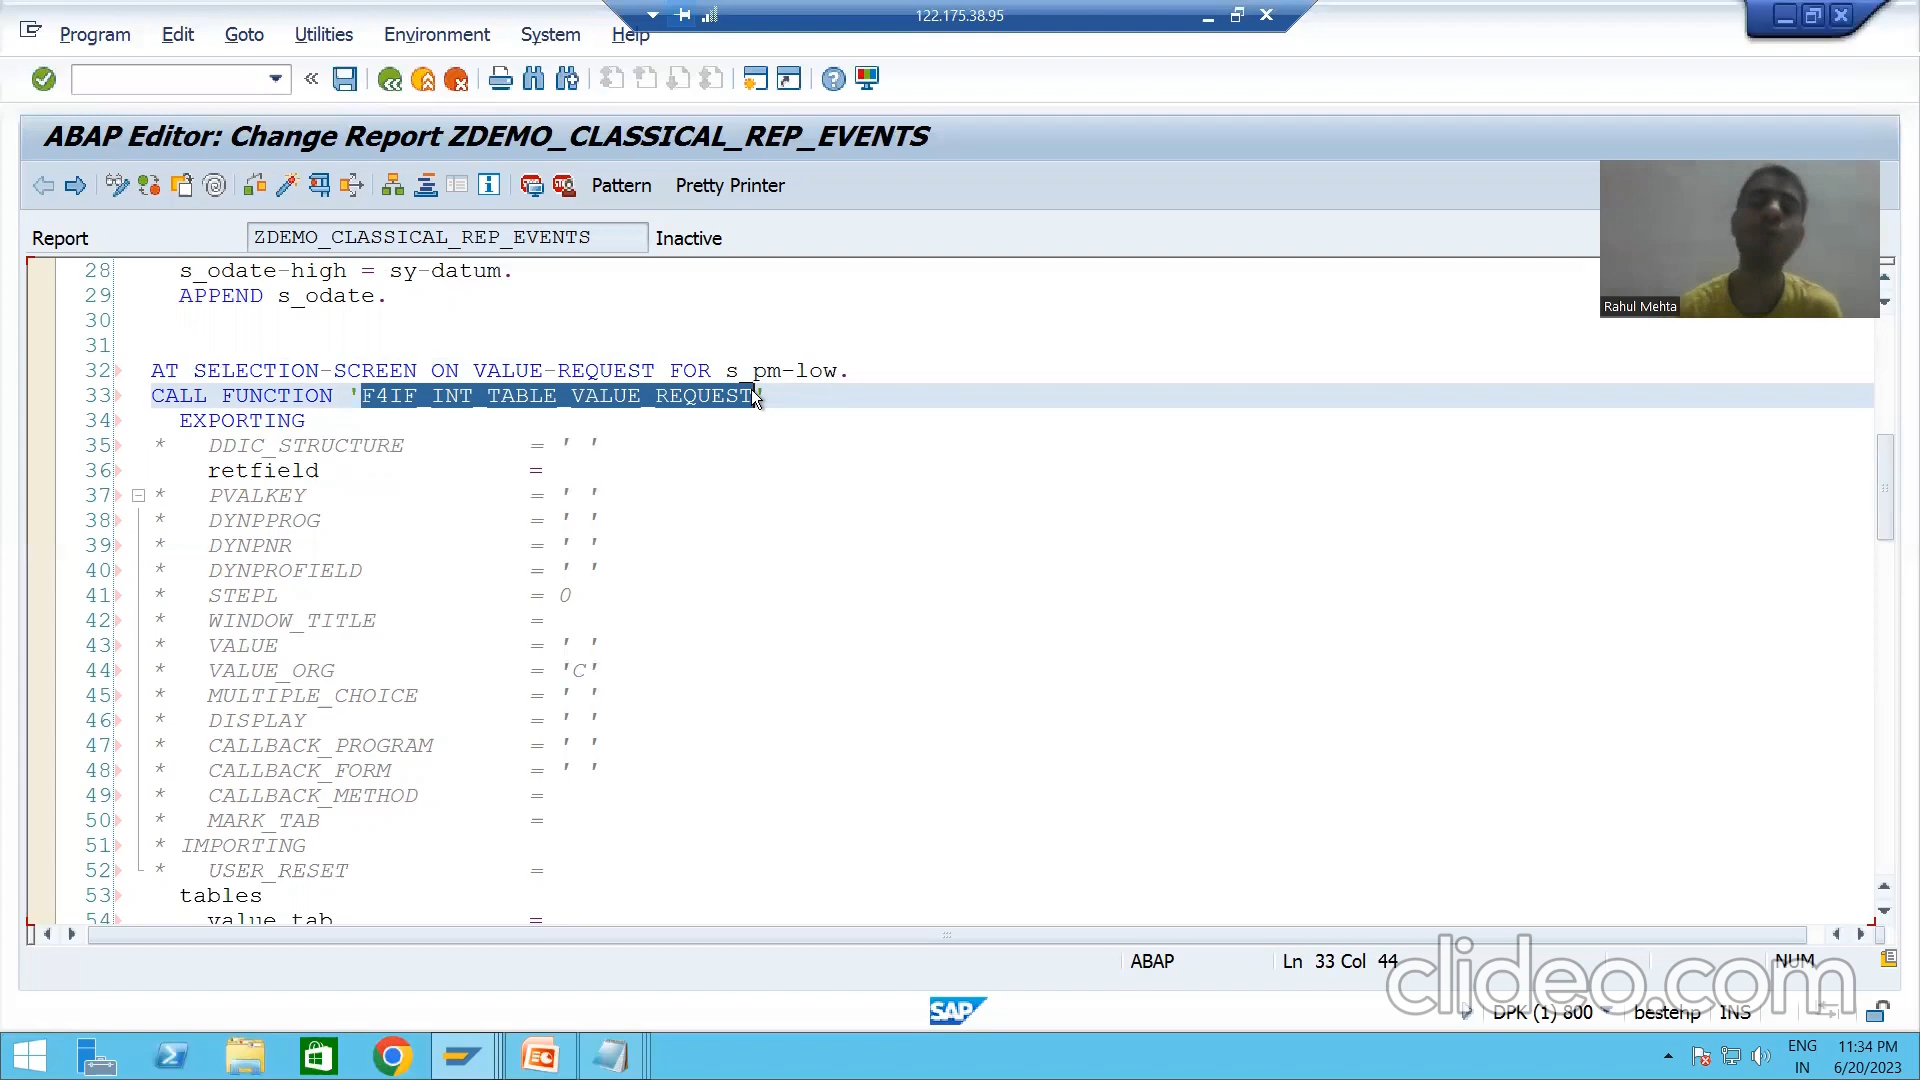 122.175.38.95
Program Edit Goto Utilities Environment System Help
ABAP Editor: Change Report ZDEMO_CLASSICAL_REP_EVENTS
Pattern Pretty Printer
Report ZDEMO_CLASSICAL_REP_EVENTS Inactive
Rahul Mehta
28 s_odate-high = sy-datum.
29 APPEND s_odate.
30
31
32 AT SELECTION-SCREEN ON VALUE-REQUEST FOR s_pm-low.
33 CALL FUNCTION 'F4IF_INT_TABLE_VALUE_REQUEST'
34 EXPORTING
35 * DDIC_STRUCTURE = ' '
36 retfield =
37 * PVALKEY = ' '
38 * DYNPPROG = ' '
39 * DYNPNR = ' '
40 * DYNPROFIELD = ' '
41 * STEPL = 0
42 * WINDOW_TITLE =
43 * VALUE = ' '
44 * VALUE_ORG = 'C'
45 * MULTIPLE_CHOICE = ' '
46 * DISPLAY = ' '
47 * CALLBACK_PROGRAM = ' '
48 * CALLBACK_FORM = ' '
49 * CALLBACK_METHOD =
50 * MARK_TAB =
51 * IMPORTING
52 * USER_RESET =
53 tables
54 value_tab =
ABAP Ln 33 Col 44 NUM
clideo.com
SAP DPK (1) 800 bestehp INS
ENG 11:34 PM
IN 6/20/2023